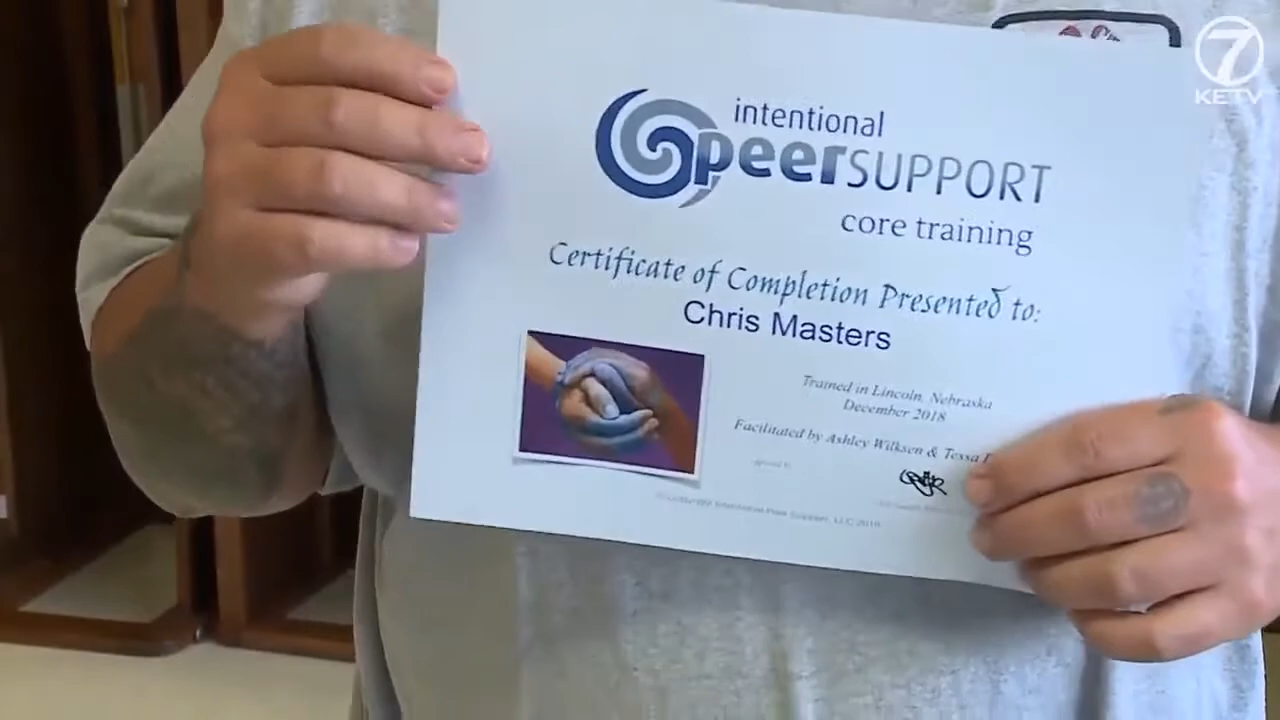 7
KETV
intentional
peerSUPPORT
core training
Certificate of Completion Presented to:
Chris Masters
Trained in Lincoln, Nebraska
December 2018
Facilitated by Ashley Wilksen & Tessa